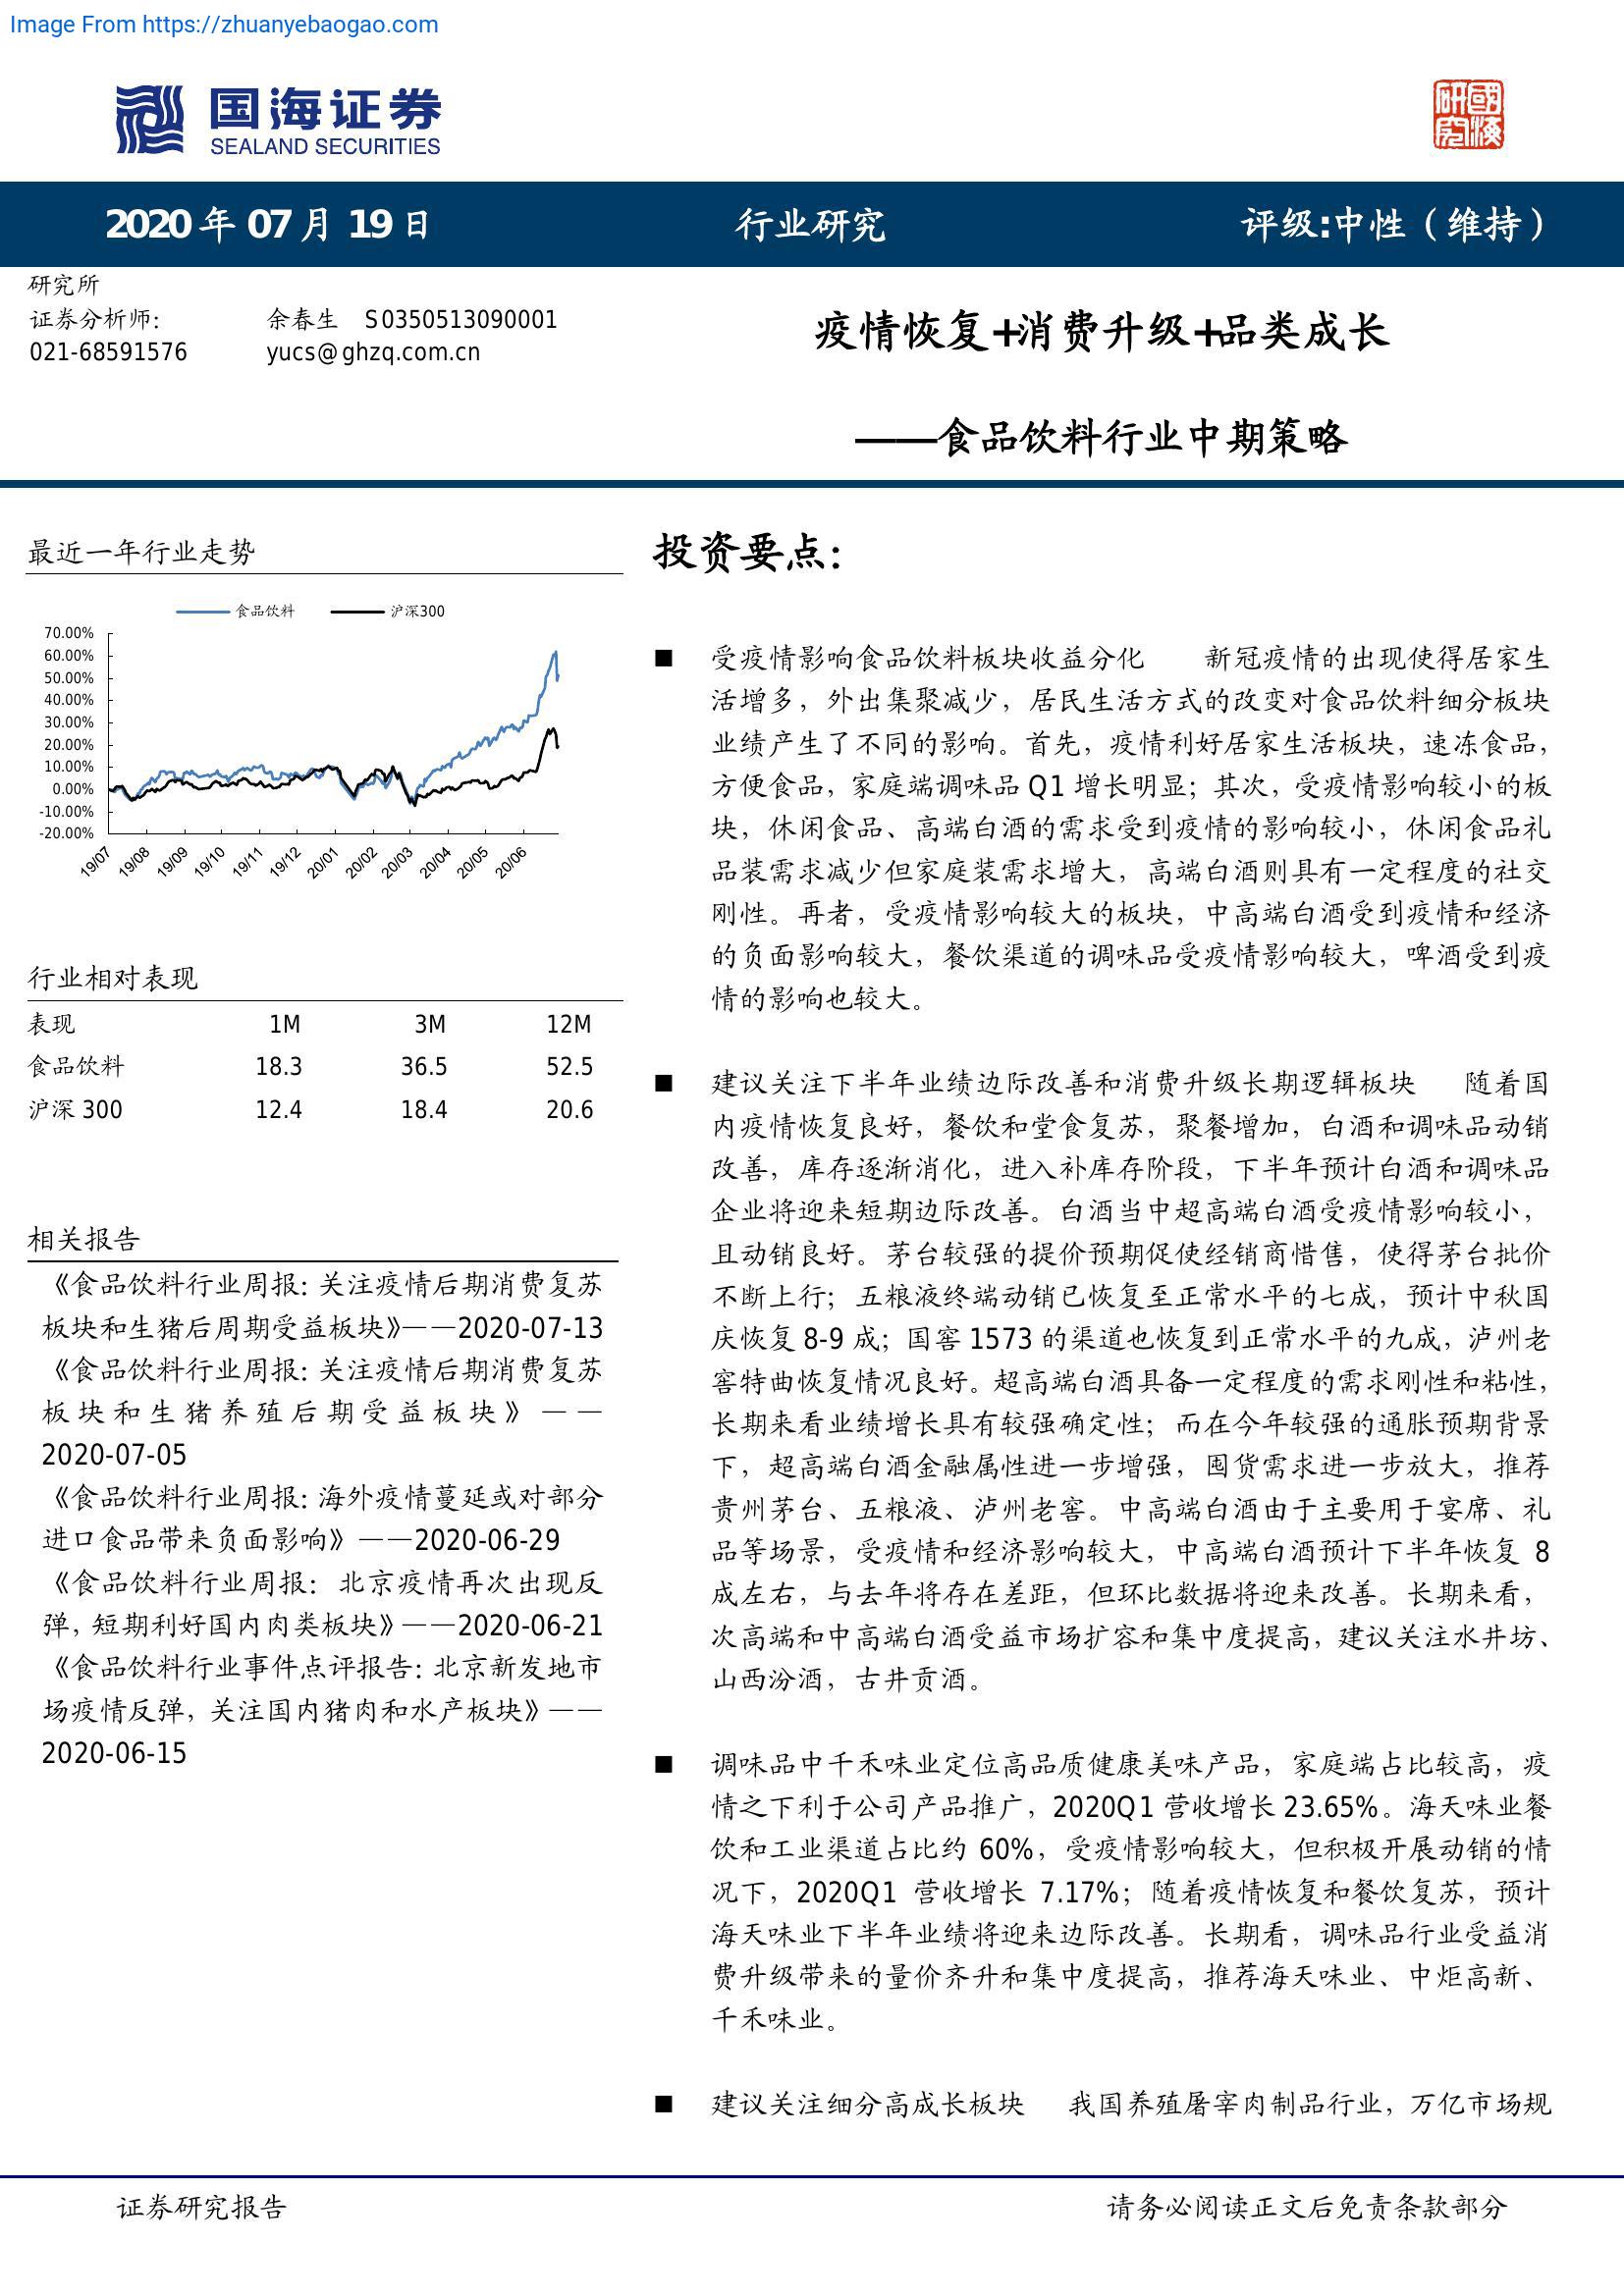 Image From https://zhuanyebaogao.com
国海证券
SEALAND SECURITIES
國海研究
2020 年 07 月 19 日
行业研究
评级:中性（维持）
研究所
证券分析师: 余春生 S0350513090001
021-68591576 yucs@ghzq.com.cn
疫情恢复+消费升级+品类成长
——食品饮料行业中期策略
最近一年行业走势
食品饮料 沪深300
70.00%
60.00%
50.00%
40.00%
30.00%
20.00%
10.00%
0.00%
-10.00%
-20.00%
19/07 19/08 19/09 19/10 19/11 19/12 20/01 20/02 20/03 20/04 20/05 20/06
行业相对表现
表现 1M 3M 12M
食品饮料 18.3 36.5 52.5
沪深 300 12.4 18.4 20.6
相关报告
《食品饮料行业周报: 关注疫情后期消费复苏
板块和生猪后周期受益板块》——2020-07-13
《食品饮料行业周报: 关注疫情后期消费复苏
板块和生猪养殖后期受益板块》——
2020-07-05
《食品饮料行业周报: 海外疫情蔓延或对部分
进口食品带来负面影响》——2020-06-29
《食品饮料行业周报: 北京疫情再次出现反
弹, 短期利好国内肉类板块》——2020-06-21
《食品饮料行业事件点评报告: 北京新发地市
场疫情反弹, 关注国内猪肉和水产板块》——
2020-06-15
投资要点:
■ 受疫情影响食品饮料板块收益分化 新冠疫情的出现使得居家生
活增多，外出集聚减少，居民生活方式的改变对食品饮料细分板块
业绩产生了不同的影响。首先，疫情利好居家生活板块，速冻食品，
方便食品，家庭端调味品 Q1 增长明显；其次，受疫情影响较小的板
块，休闲食品、高端白酒的需求受到疫情的影响较小，休闲食品礼
品装需求减少但家庭装需求增大，高端白酒则具有一定程度的社交
刚性。再者，受疫情影响较大的板块，中高端白酒受到疫情和经济
的负面影响较大，餐饮渠道的调味品受疫情影响较大，啤酒受到疫
情的影响也较大。
■ 建议关注下半年业绩边际改善和消费升级长期逻辑板块 随着国
内疫情恢复良好，餐饮和堂食复苏，聚餐增加，白酒和调味品动销
改善，库存逐渐消化，进入补库存阶段，下半年预计白酒和调味品
企业将迎来短期边际改善。白酒当中超高端白酒受疫情影响较小，
且动销良好。茅台较强的提价预期促使经销商惜售，使得茅台批价
不断上行；五粮液终端动销已恢复至正常水平的七成，预计中秋国
庆恢复 8-9 成；国窖 1573 的渠道也恢复到正常水平的九成，泸州老
窖特曲恢复情况良好。超高端白酒具备一定程度的需求刚性和粘性，
长期来看业绩增长具有较强确定性；而在今年较强的通胀预期背景
下，超高端白酒金融属性进一步增强，囤货需求进一步放大，推荐
贵州茅台、五粮液、泸州老窖。中高端白酒由于主要用于宴席、礼
品等场景，受疫情和经济影响较大，中高端白酒预计下半年恢复 8
成左右，与去年将存在差距，但环比数据将迎来改善。长期来看，
次高端和中高端白酒受益市场扩容和集中度提高，建议关注水井坊、
山西汾酒，古井贡酒。
■ 调味品中千禾味业定位高品质健康美味产品，家庭端占比较高，疫
情之下利于公司产品推广，2020Q1 营收增长 23.65%。海天味业餐
饮和工业渠道占比约 60%，受疫情影响较大，但积极开展动销的情
况下，2020Q1 营收增长 7.17%；随着疫情恢复和餐饮复苏，预计
海天味业下半年业绩将迎来边际改善。长期看，调味品行业受益消
费升级带来的量价齐升和集中度提高，推荐海天味业、中炬高新、
千禾味业。
■ 建议关注细分高成长板块 我国养殖屠宰肉制品行业，万亿市场规
证券研究报告
请务必阅读正文后免责条款部分